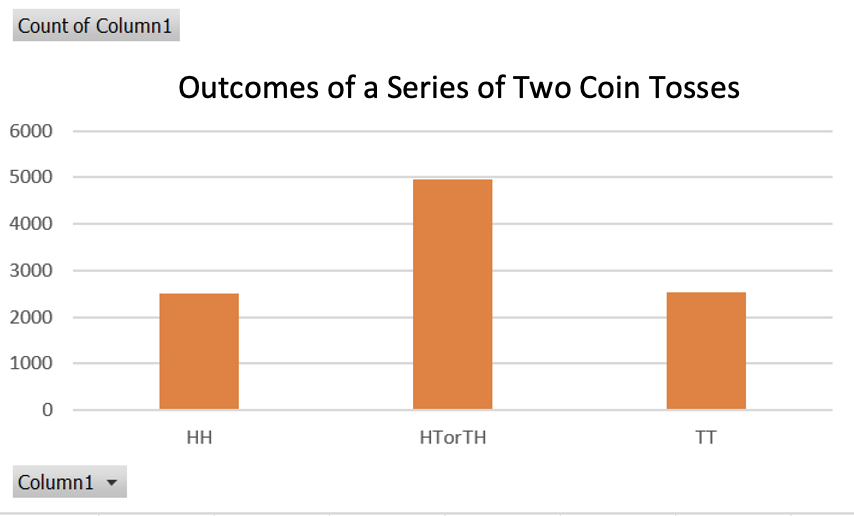 Count of Column1
Outcomes of a Series of Two Coin Tosses
6000
5000
4000
3000
2000
1000
0
HH HTorTH TT
Column1